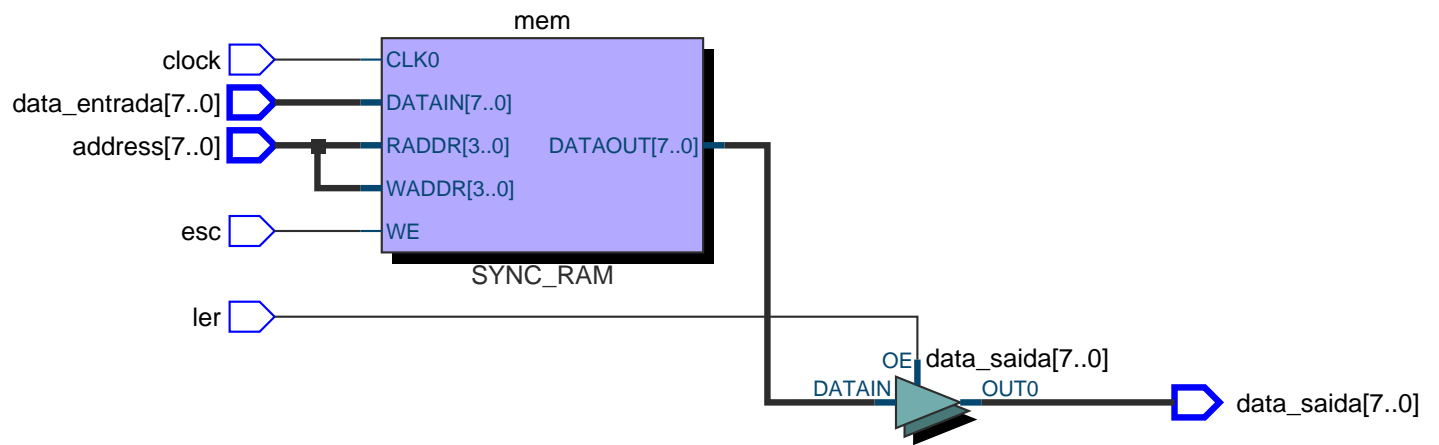 mem
clock
CLK0
data_entrada[7..0]
DATAIN[7..0]
address[7..0]
RADDR[3..0]
DATAOUT[7..0]
WADDR[3..0]
esc
WE
SYNC_RAM
ler
OE
data_saida[7..0]
DATAIN
OUT0
data_saida[7..0]